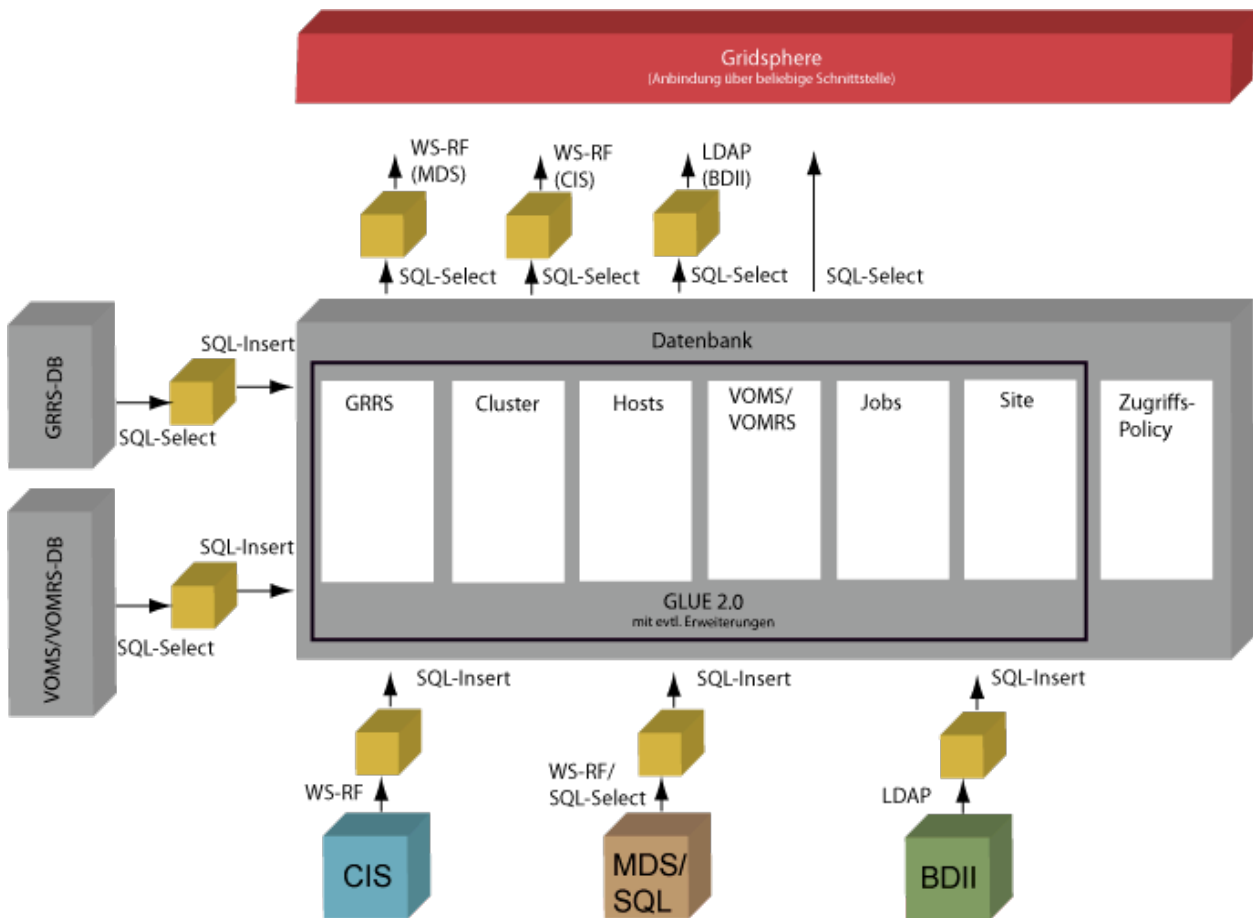 Gridsphere
(Anbindung über beliebige Schnittstelle)
WS-RF
(MDS)
WS-RF
(CIS)
LDAP
(BDII)
SQL-Select
SQL-Select
SQL-Select
SQL-Select
GRRS-DB
SQL-Insert
SQL-Select
VOMS/VOMRS-DB
SQL-Insert
SQL-Select
Datenbank
GRRS
Cluster
Hosts
VOMS/
VOMRS
Jobs
Site
Zugriffs-
Policy
GLUE 2.0
mit evtl. Erweiterungen
SQL-Insert
SQL-Insert
SQL-Insert
WS-RF
WS-RF/
SQL-Select
LDAP
CIS
MDS/
SQL
BDII